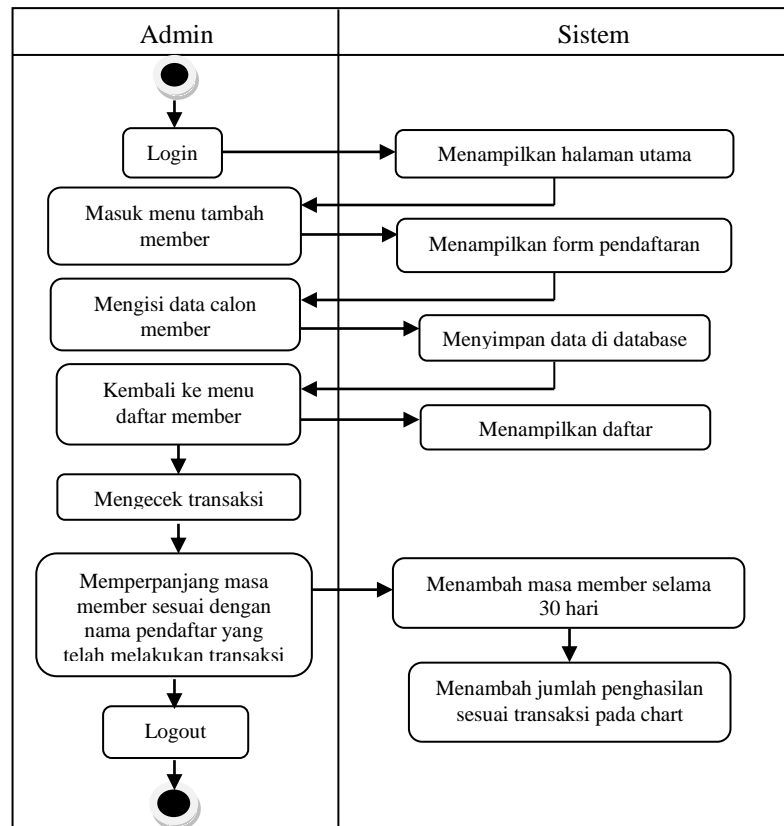 Admin
Sistem
Login
Menampilkan halaman utama
Masuk menu tambah
member
Menampilkan form pendaftaran
Mengisi data calon
member
Menyimpan data di database
Kembali ke menu
daftar member
Menampilkan daftar
Mengecek transaksi
Memperpanjang masa
member sesuai dengan
nama pendaftar yang
telah melakukan transaksi
Menambah masa member selama
30 hari
Menambah jumlah penghasilan
sesuai transaksi pada chart
Logout